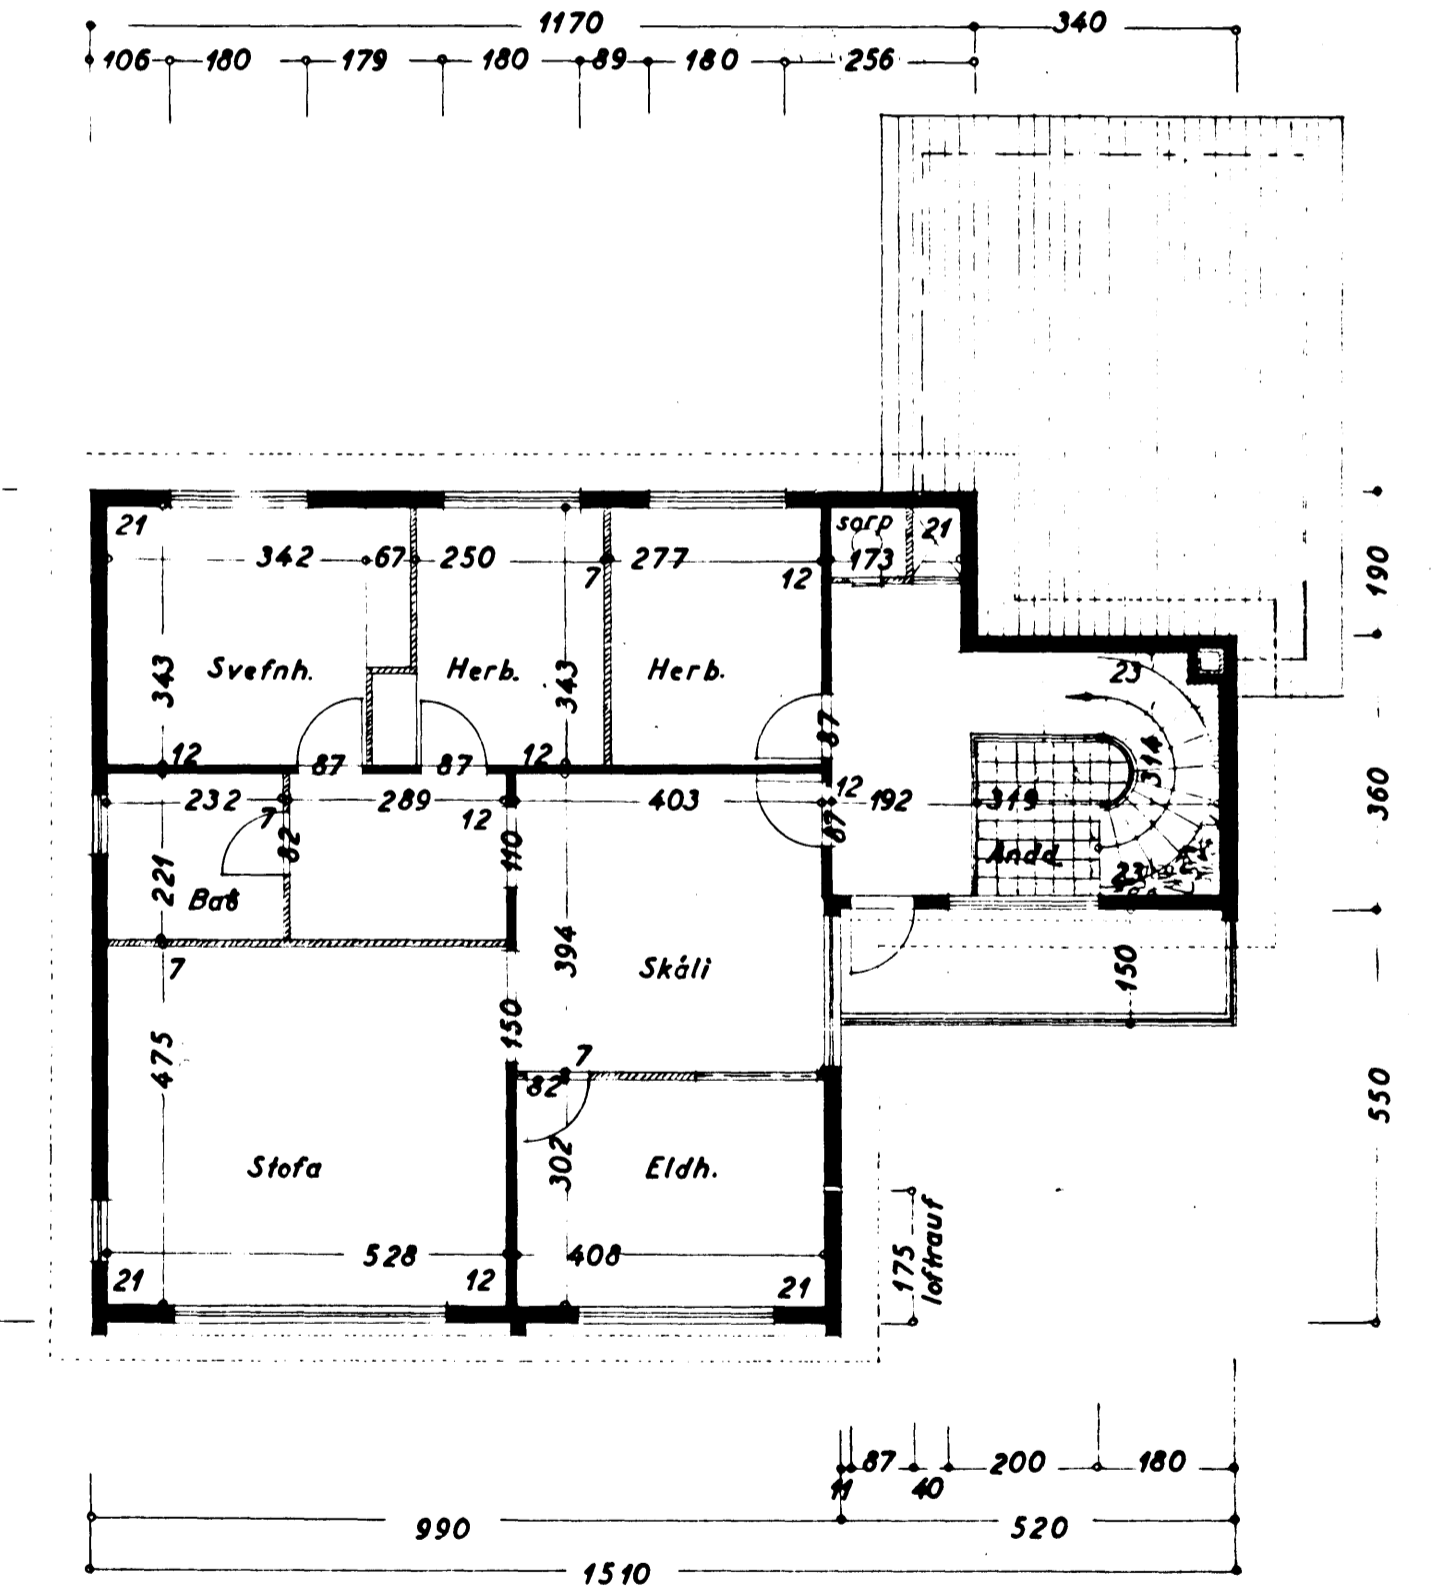 1170 340
106 180 179 180 89 180 256
21 sorp 21
342 67 250 7 277 12 173
190
343 Svefnh. Herb. 343 Herb. 23
12 87 87 12 87 314
232 7 289 12 403 12 192 319 360
82 110 87
221 Bað Andd. 23
7 394 Skáli 150
475 150 7
82
550
Stofa 302 Eldh.
528 408 175 loftrauf
21 12 21
87 200 180
11 40
990 520
1510